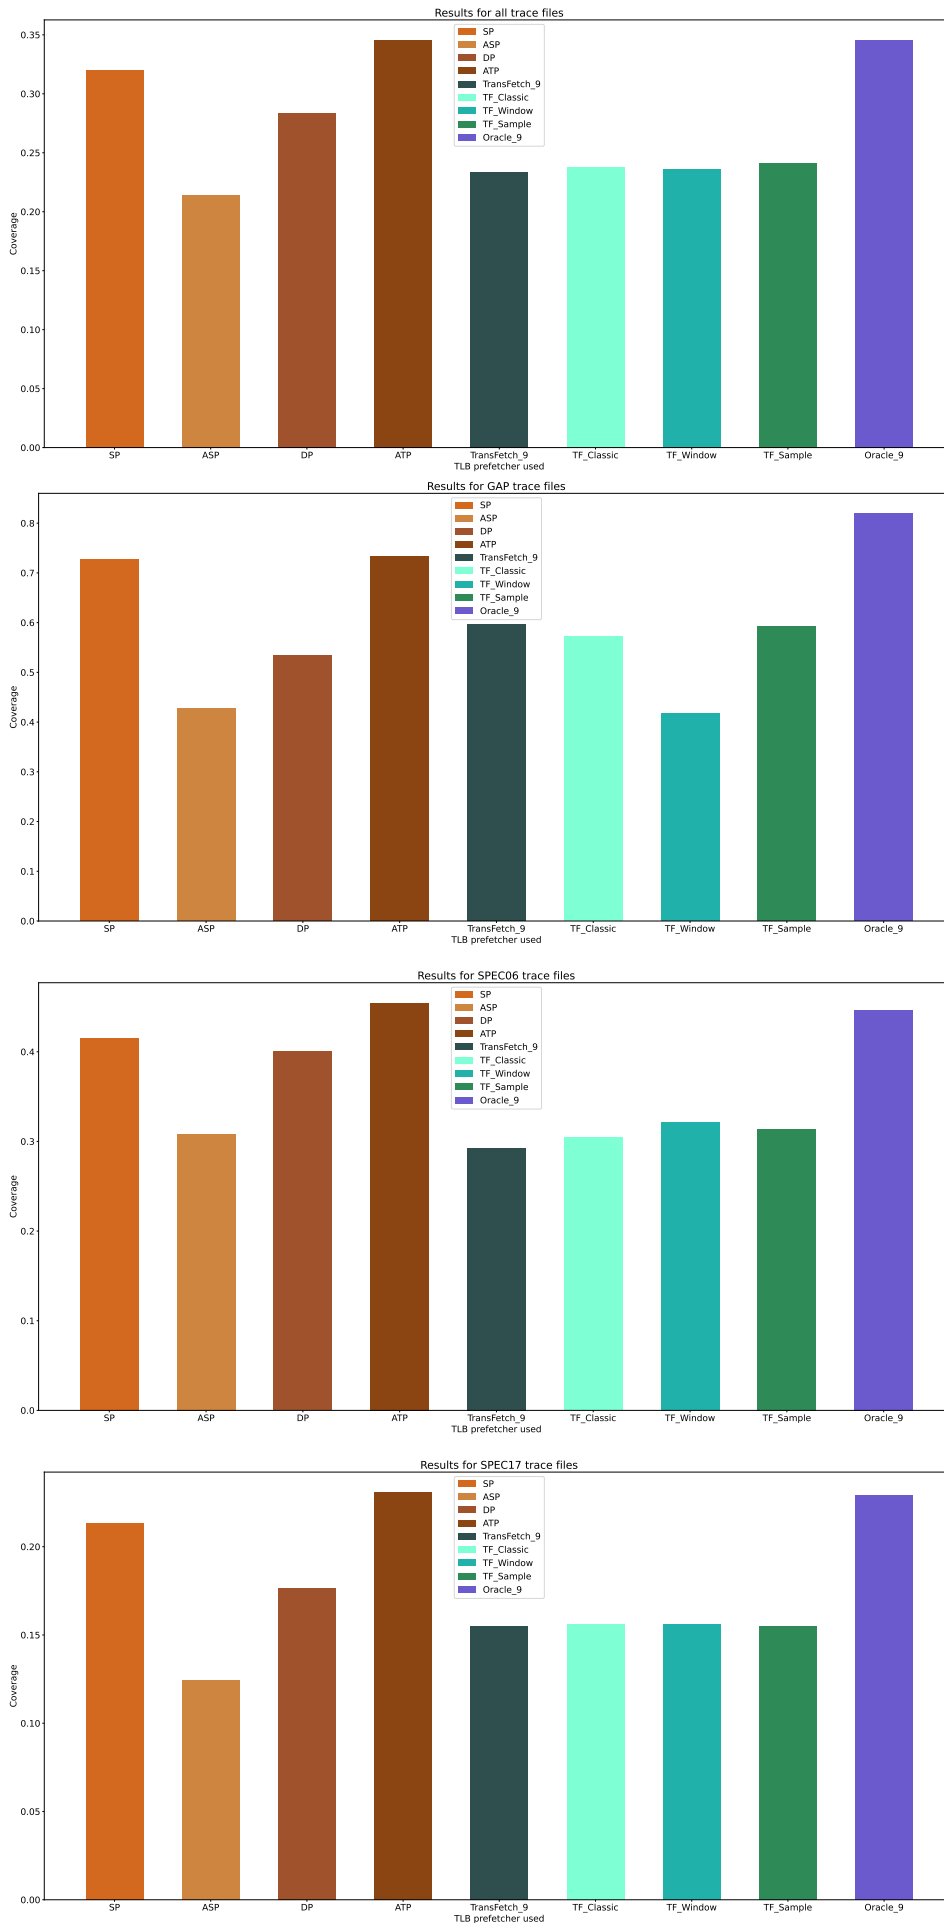 Results for all trace files
0.35
0.30
0.25
0.20
0.15
0.10
0.05
0.00
Coverage
SP
ASP
DP
ATP
TransFetch_9
TF_Classic
TF_Window
TF_Sample
Oracle_9
SP ASP DP ATP TransFetch_9 TF_Classic TF_Window TF_Sample Oracle_9
TLB prefetcher used
Results for GAP trace files
0.8
0.7
0.6
0.5
0.4
0.3
0.2
0.1
0.0
Coverage
SP
ASP
DP
ATP
TransFetch_9
TF_Classic
TF_Window
TF_Sample
Oracle_9
SP ASP DP ATP TransFetch_9 TF_Classic TF_Window TF_Sample Oracle_9
TLB prefetcher used
Results for SPEC06 trace files
0.4
0.3
0.2
0.1
0.0
Coverage
SP
ASP
DP
ATP
TransFetch_9
TF_Classic
TF_Window
TF_Sample
Oracle_9
SP ASP DP ATP TransFetch_9 TF_Classic TF_Window TF_Sample Oracle_9
TLB prefetcher used
Results for SPEC17 trace files
0.20
0.15
0.10
0.05
0.00
Coverage
SP
ASP
DP
ATP
TransFetch_9
TF_Classic
TF_Window
TF_Sample
Oracle_9
SP ASP DP ATP TransFetch_9 TF_Classic TF_Window TF_Sample Oracle_9
TLB prefetcher used